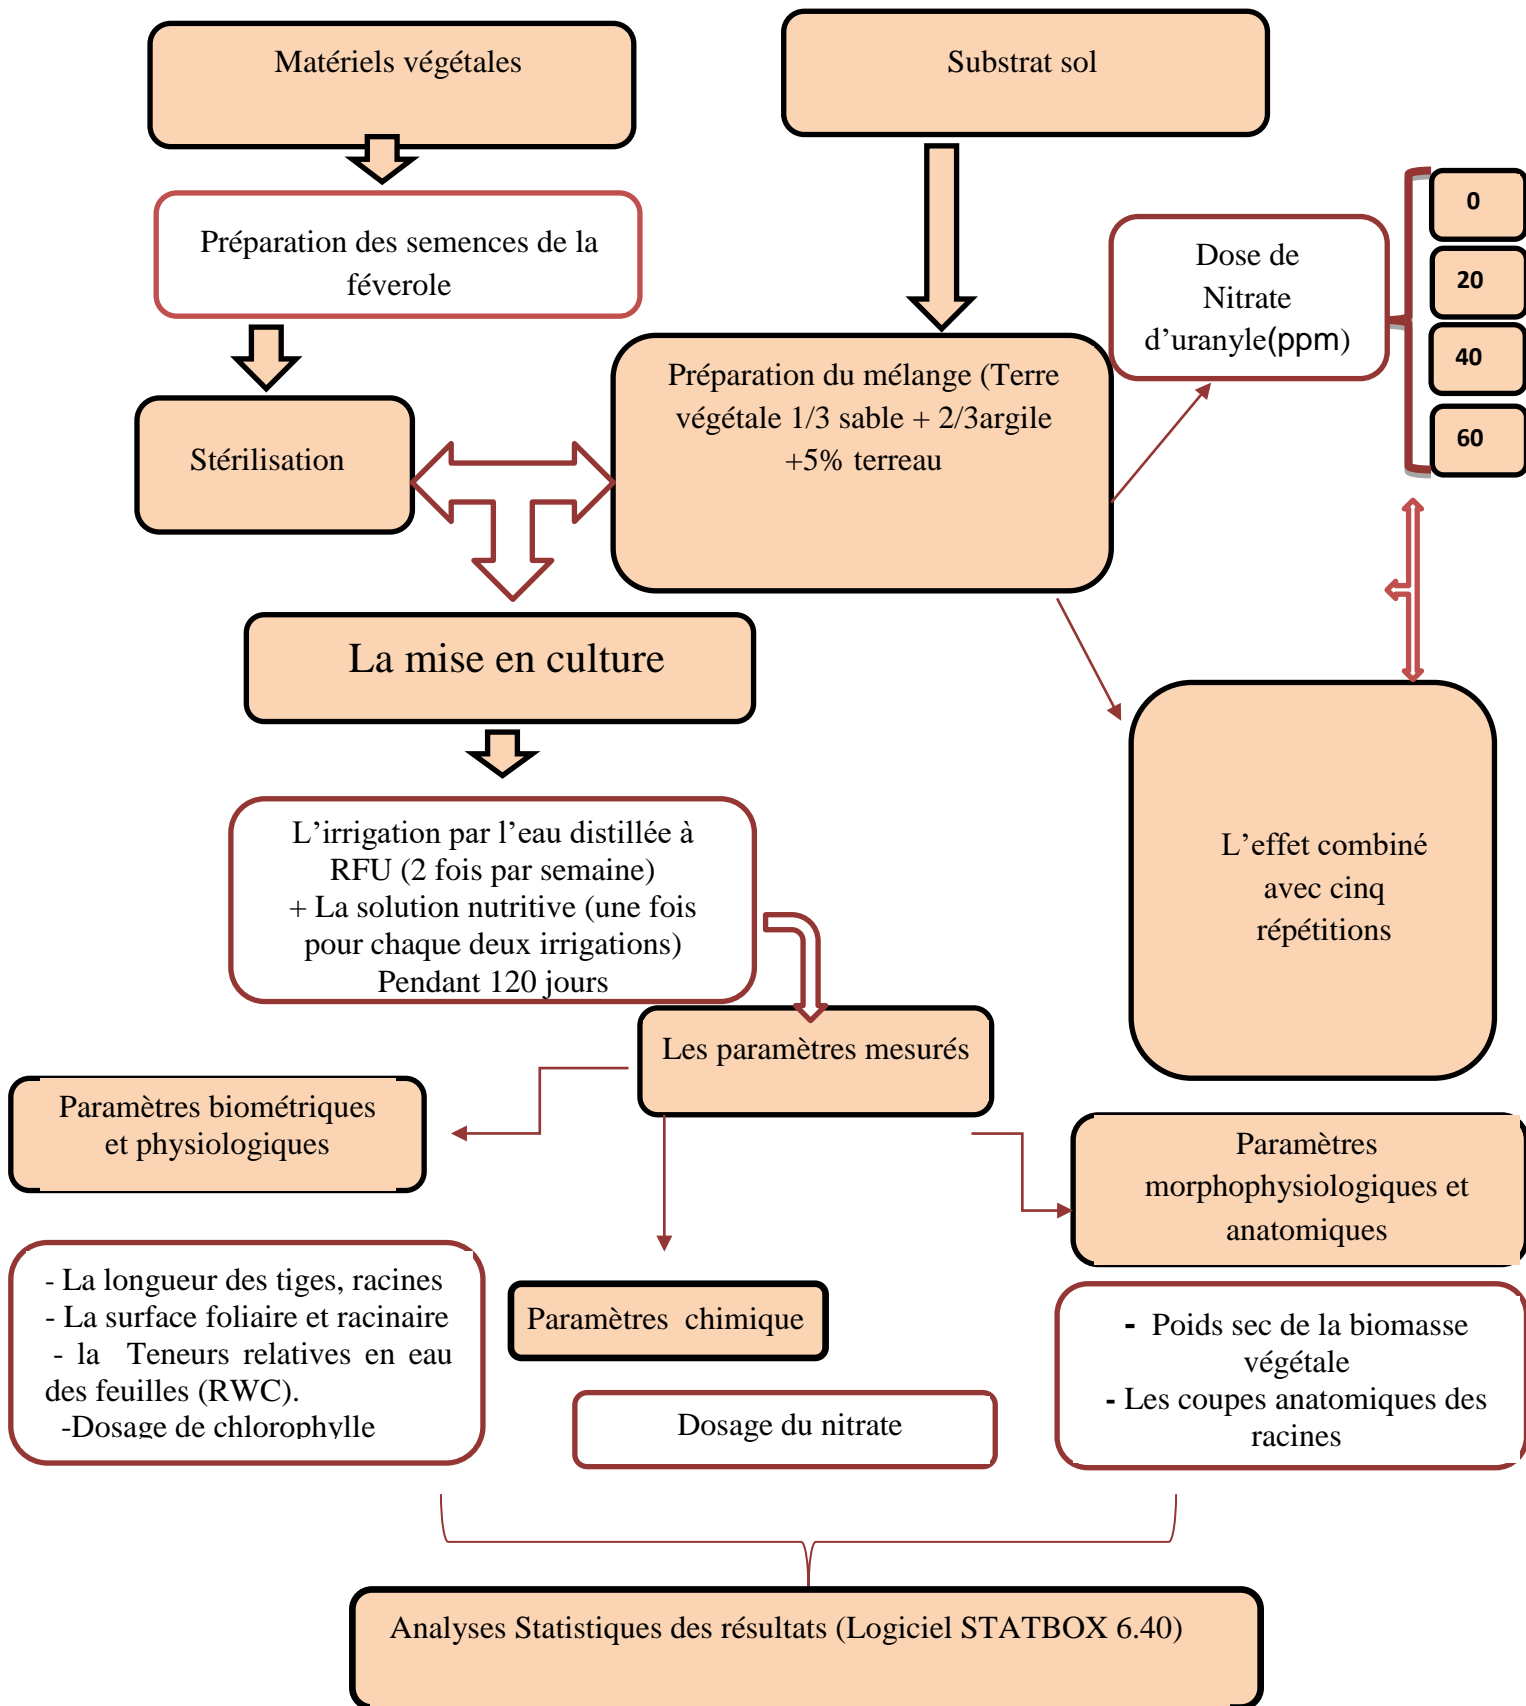 Matériels végétales
Substrat sol
Préparation des semences de la
féverole
Dose de
Nitrate
d’uranyle(ppm)
0
20
40
60
Stérilisation
Préparation du mélange (Terre
végétale 1/3 sable + 2/3argile
+5% terreau
La mise en culture
L’irrigation par l’eau distillée à
RFU (2 fois par semaine)
+ La solution nutritive (une fois
pour chaque deux irrigations)
Pendant 120 jours
L’effet combiné
avec cinq
répétitions
Les paramètres mesurés
Paramètres biométriques
et physiologiques
Paramètres
morphophysiologiques et
anatomiques
- La longueur des tiges, racines
- La surface foliaire et racinaire
- la Teneurs relatives en eau
des feuilles (RWC).
-Dosage de chlorophylle
Paramètres chimique
Dosage du nitrate
- Poids sec de la biomasse
végétale
- Les coupes anatomiques des
racines
Analyses Statistiques des résultats (Logiciel STATBOX 6.40)